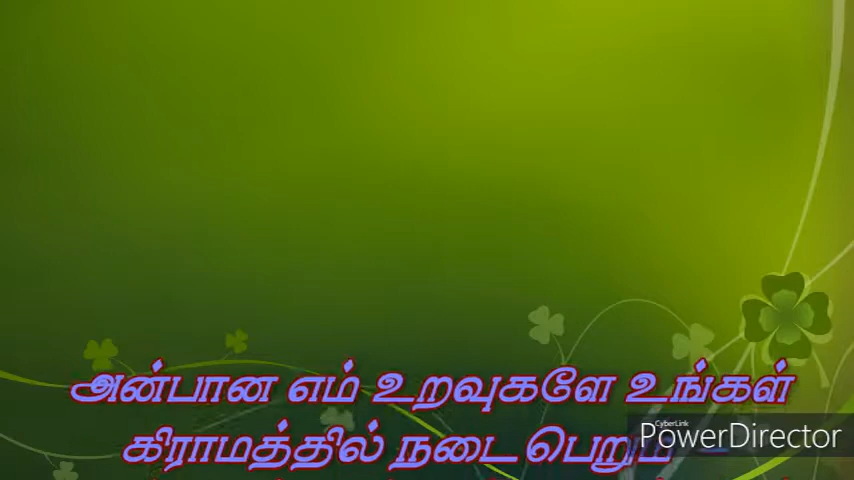 அன்பான எம் உறவுகளே உங்கள்
கிராமத்தில் நடைபெறும்
CyberLink
PowerDirector